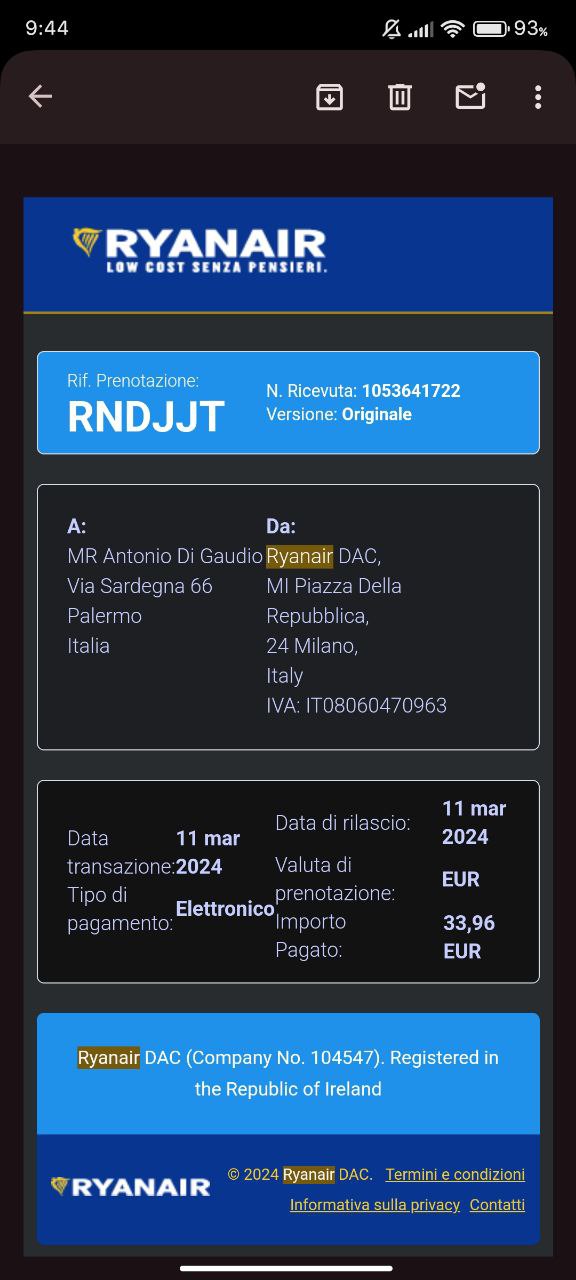 9:44
93%
RYANAIR
LOW COST SENZA PENSIERI.
Rif. Prenotazione:
RNDJJT
N. Ricevuta: 1053641722
Versione: Originale
A:
MR Antonio Di Gaudio
Via Sardegna 66
Palermo
Italia
Da:
Ryanair DAC,
MI Piazza Della
Repubblica,
24 Milano,
Italy
IVA: IT08060470963
Data
transazione:
11 mar
2024
Tipo di
pagamento:
Elettronico
Data di rilascio:
11 mar
2024
Valuta di
prenotazione:
EUR
Importo
Pagato:
33,96
EUR
Ryanair DAC (Company No. 104547). Registered in
the Republic of Ireland
RYANAIR
© 2024 Ryanair DAC. Termini e condizioni
Informativa sulla privacy Contatti